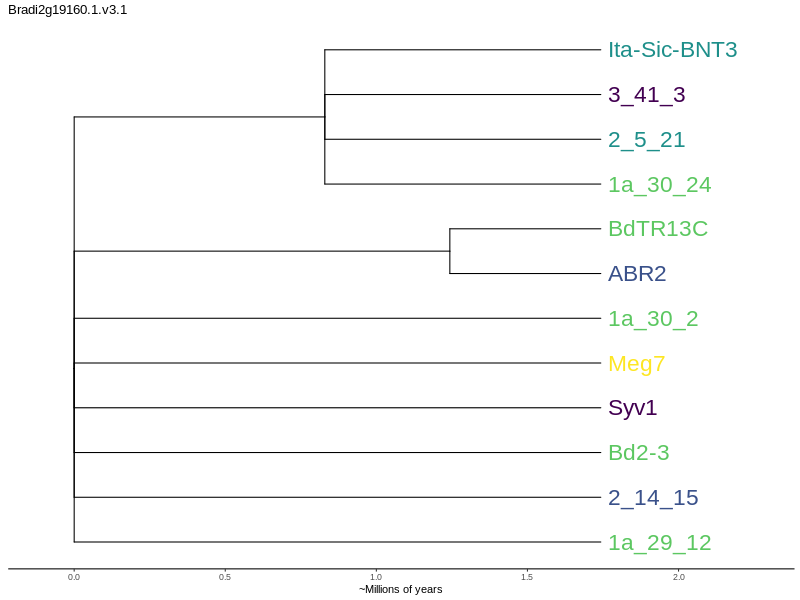 Bradi2g19160.1.v3.1
Ita-Sic-BNT3
3_41_3
2_5_21
1a_30_24
BdTR13C
ABR2
1a_30_2
Meg7
Syv1
Bd2-3
2_14_15
1a_29_12
0.0 0.5 1.0 1.5 2.0
~Millions of years